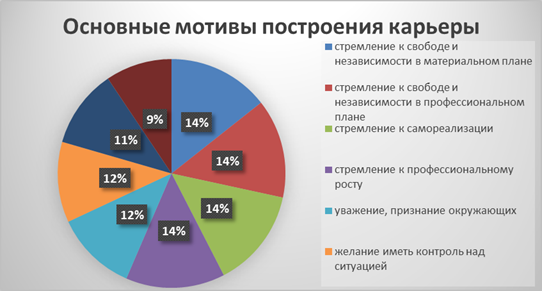 Основные мотивы построения карьеры
стремление к свободе и
независимости в материальном плане
стремление к свободе и
независимости в профессиональном
плане
стремление к самореализации
стремление к профессиональному
росту
уважение, признание окружающих
желание иметь контроль над
ситуацией
9%
14%
11%
14%
12%
12%
14%
14%